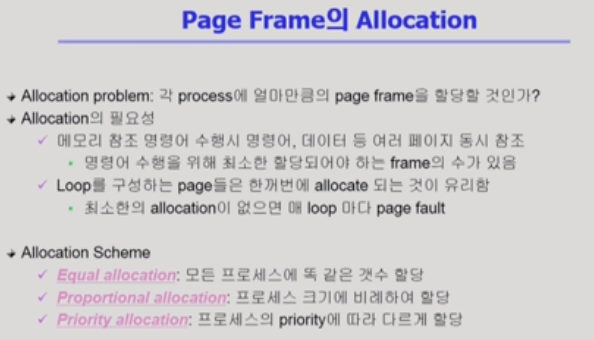 Page Frame의 Allocation
Allocation problem: 각 process에 얼마만큼의 page frame을 할당할 것인가?
Allocation의 필요성
메모리 참조 명령어 수행시 명령어, 데이터 등 여러 페이지 동시 참조
명령어 수행을 위해 최소한 할당되어야 하는 frame의 수가 있음
Loop를 구성하는 page들은 한꺼번에 allocate 되는 것이 유리함
최소한의 allocation이 없으면 매 loop 마다 page fault
Allocation Scheme
Equal allocation: 모든 프로세스에 똑 같은 갯수 할당
Proportional allocation: 프로세스 크기에 비례하여 할당
Priority allocation: 프로세스의 priority에 따라 다르게 할당